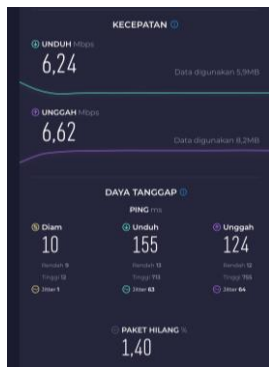 KECEPATAN
UNDUH Mbps
6,24
Data digunakan 5,9MB
UNGGAH Mbps
6,62
Data digunakan 8,2MB
DAYA TANGGAP
PING ms
Diam Unduh Unggah
10 155 124
Rendah 9 Rendah 13 Rendah 12
Tinggi 12 Tinggi 713 Tinggi 765
Jitter 1 Jitter 63 Jitter 64
PAKET HILANG %
1,40